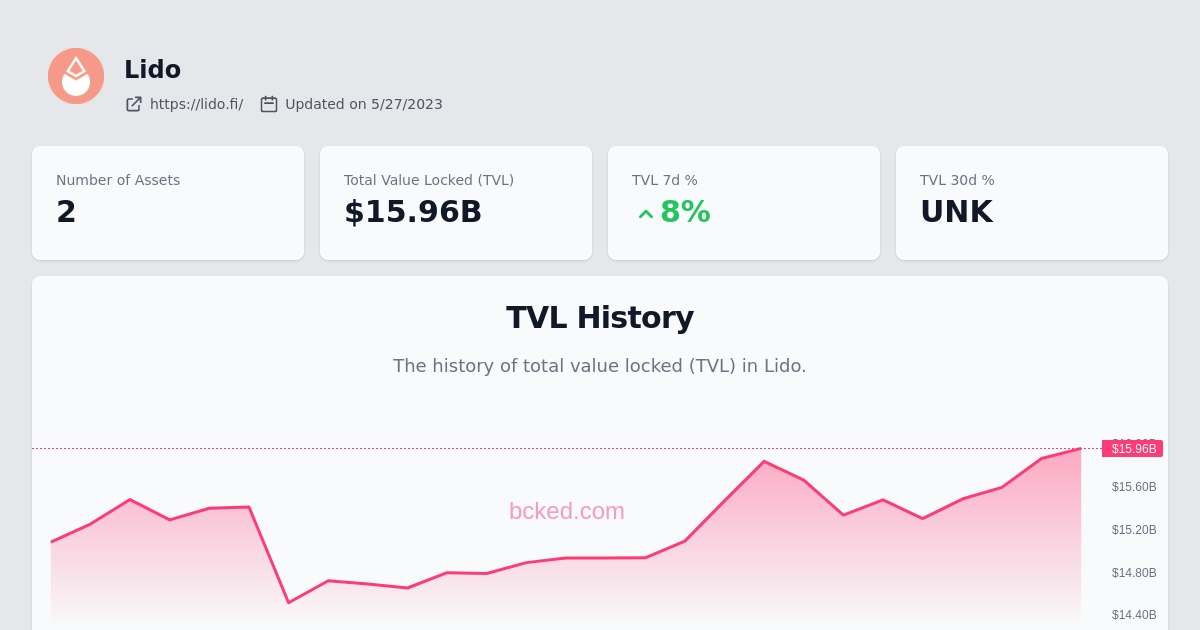 Lido
https://lido.fi/ Updated on 5/27/2023
Number of Assets
2
Total Value Locked (TVL)
$15.96B
TVL 7d %
8%
TVL 30d %
UNK
TVL History
The history of total value locked (TVL) in Lido.
$15.96B
$15.60B
bcked.com
$15.20B
$14.80B
$14.40B